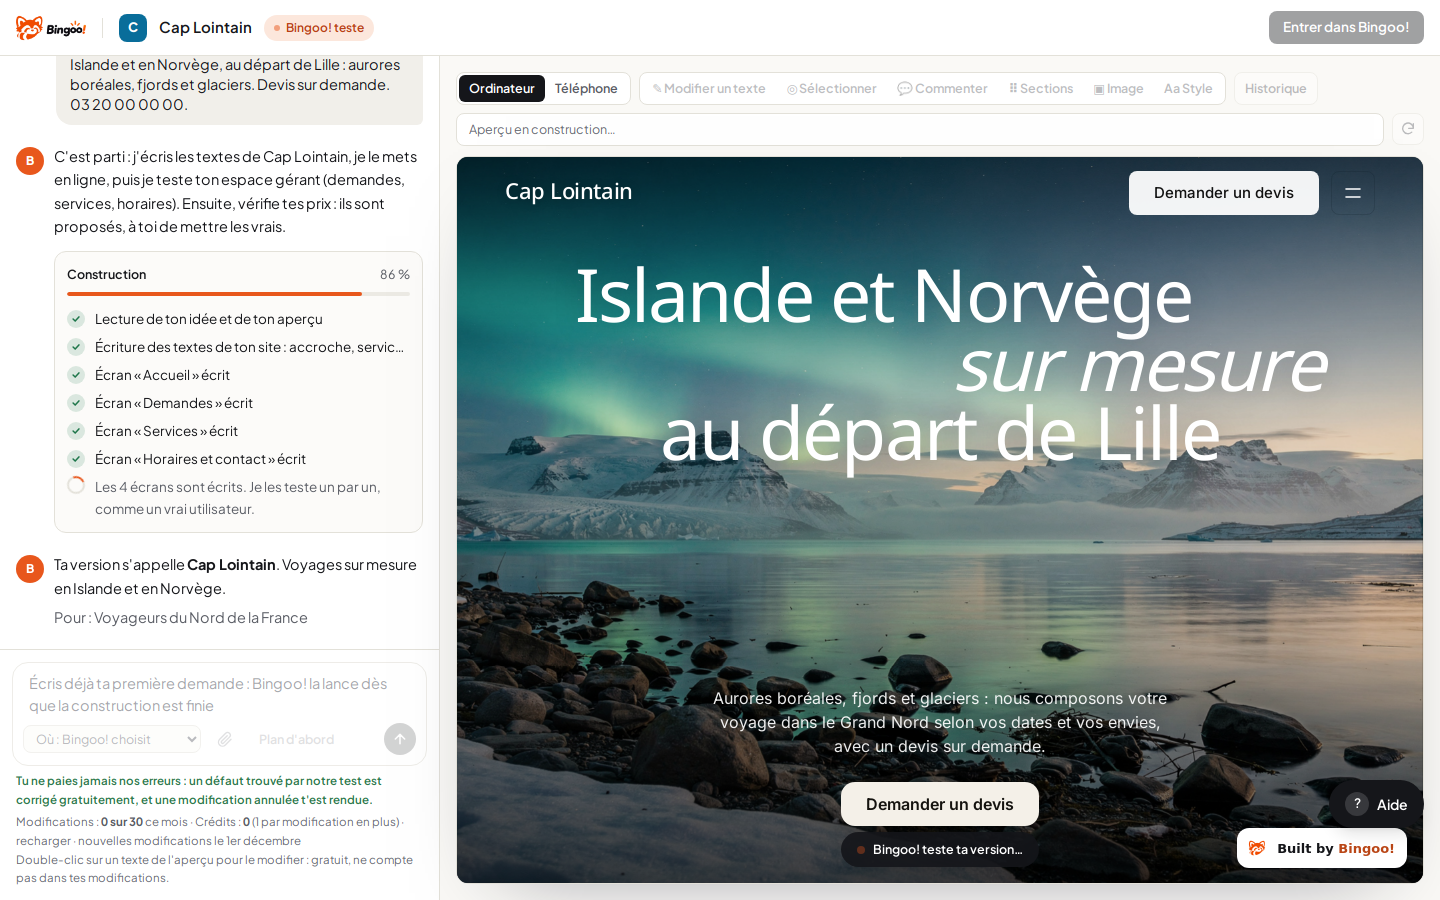 Bingoo!
C
Cap Lointain
Bingoo! teste
Entrer dans Bingoo!
Islande et en Norvège, au départ de Lille : aurores
boréales, fjords et glaciers. Devis sur demande.
03 20 00 00 00.
B
C'est parti : j'écris les textes de Cap Lointain, je le mets
en ligne, puis je teste ton espace gérant (demandes,
services, horaires). Ensuite, vérifie tes prix : ils sont
proposés, à toi de mettre les vrais.
Construction
86 %
Lecture de ton idée et de ton aperçu
Écriture des textes de ton site : accroche, servic…
Écran « Accueil » écrit
Écran « Demandes » écrit
Écran « Services » écrit
Écran « Horaires et contact » écrit
Les 4 écrans sont écrits. Je les teste un par un,
comme un vrai utilisateur.
B
Ta version s'appelle Cap Lointain. Voyages sur mesure
en Islande et en Norvège.
Pour : Voyageurs du Nord de la France
Écris déjà ta première demande : Bingoo! la lance dès
que la construction est finie
Où : Bingoo! choisit
Plan d'abord
Tu ne paies jamais nos erreurs : un défaut trouvé par notre test est
corrigé gratuitement, et une modification annulée t'est rendue.
Modifications : 0 sur 30 ce mois · Crédits : 0 (1 par modification en plus) ·
recharger · nouvelles modifications le 1er décembre
Double-clic sur un texte de l'aperçu pour le modifier : gratuit, ne compte
pas dans tes modifications.
Ordinateur
Téléphone
Modifier un texte
Sélectionner
Commenter
Sections
Image
Aa Style
Historique
Aperçu en construction…
Cap Lointain
Demander un devis
Islande et Norvège
sur mesure
au départ de Lille
Aurores boréales, fjords et glaciers : nous composons votre
voyage dans le Grand Nord selon vos dates et vos envies,
avec un devis sur demande.
Demander un devis
Bingoo! teste ta version…
? Aide
Built by Bingoo!